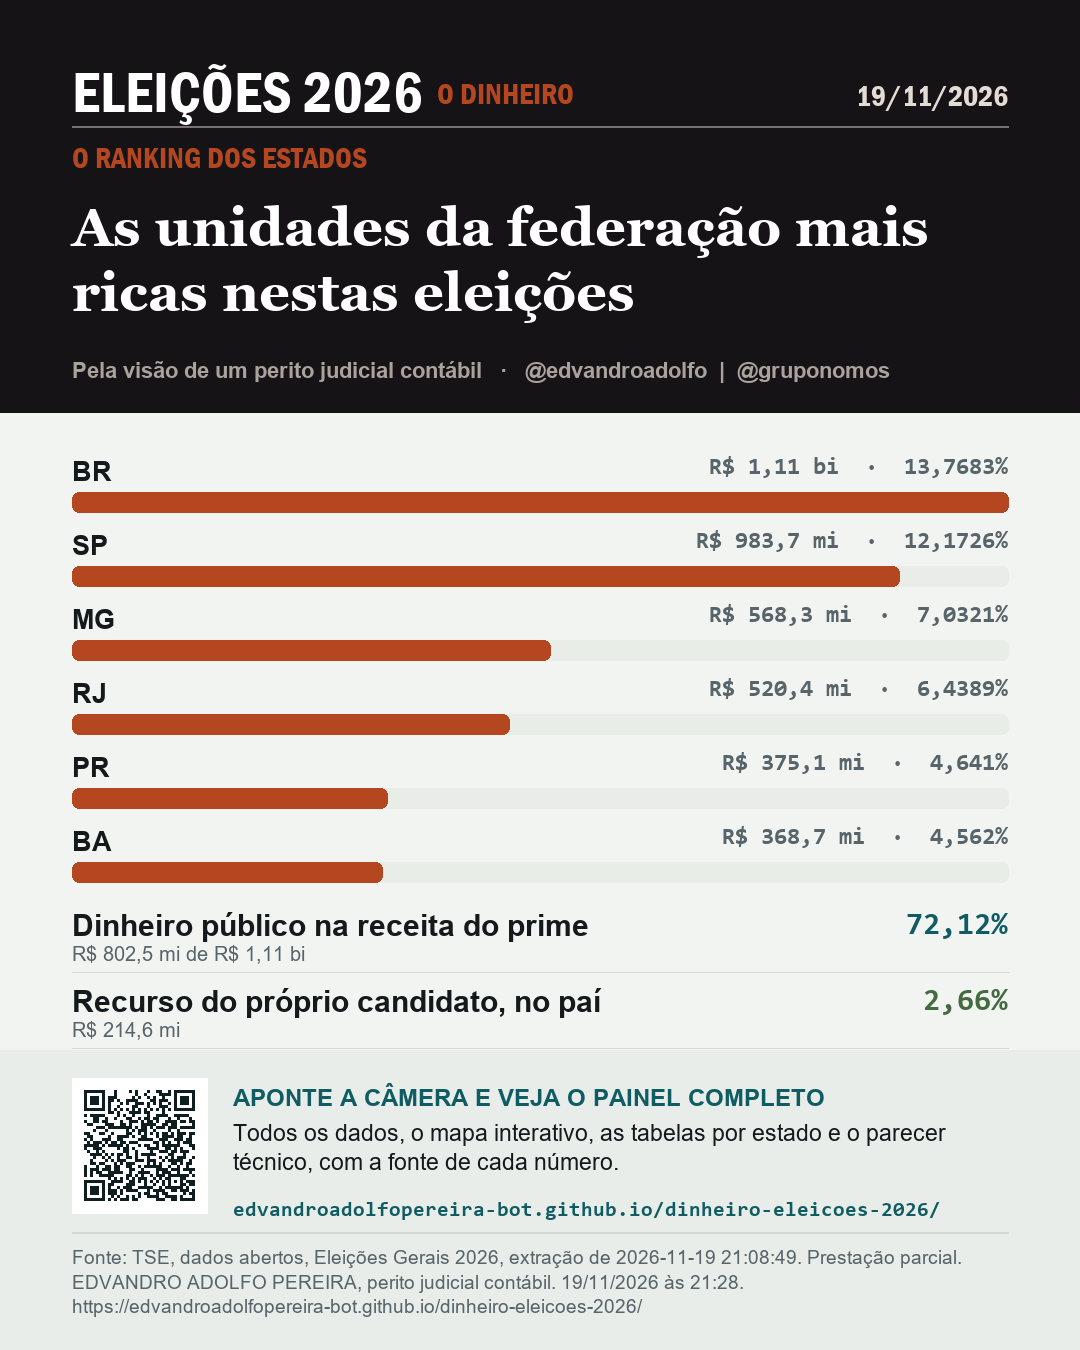 ELEIÇÕES 2026 O DINHEIRO 19/11/2026
O RANKING DOS ESTADOS
As unidades da federação mais
ricas nestas eleições
Pela visão de um perito judicial contábil · @edvandroadolfo | @gruponomos
BR R$ 1,11 bi · 13,7683%
SP R$ 983,7 mi · 12,1726%
MG R$ 568,3 mi · 7,0321%
RJ R$ 520,4 mi · 6,4389%
PR R$ 375,1 mi · 4,641%
BA R$ 368,7 mi · 4,562%
Dinheiro público na receita do prime 72,12%
R$ 802,5 mi de R$ 1,11 bi
Recurso do próprio candidato, no paí 2,66%
R$ 214,6 mi
APONTE A CÂMERA E VEJA O PAINEL COMPLETO
Todos os dados, o mapa interativo, as tabelas por estado e o parecer
técnico, com a fonte de cada número.
edvandroadolfopereira-bot.github.io/dinheiro-eleicoes-2026/
Fonte: TSE, dados abertos, Eleições Gerais 2026, extração de 2026-11-19 21:08:49. Prestação parcial.
EDVANDRO ADOLFO PEREIRA, perito judicial contábil. 19/11/2026 às 21:28.
https://edvandroadolfopereira-bot.github.io/dinheiro-eleicoes-2026/